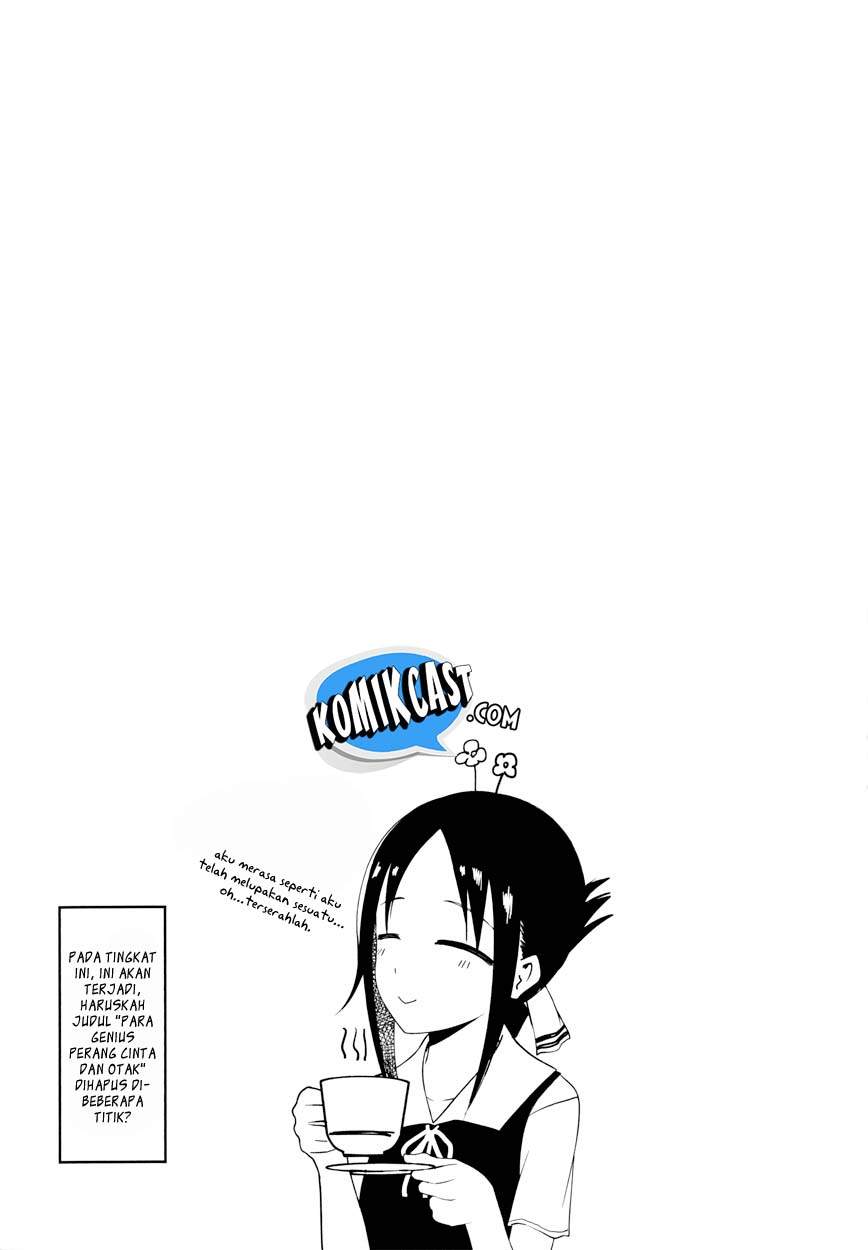 KOMIKCAST
.COM
aku merasa seperti aku
telah melupakan sesuatu...
oh...terserahlah.
PADA TINGKAT
INI, INI AKAN
TERJADI,
HARUSKAH
JUDUL "PARA
GENIUS
PERANG CINTA
DAN OTAK"
DIHAPUS DI-
BEBERAPA
TITIK?